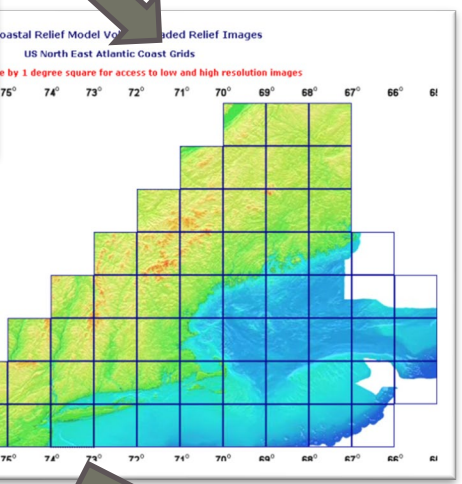 oastal Relief Model Vo aded Relief Images
US North East Atlantic Coast Grids
e by 1 degree square for access to low and high resolution images
75° 74° 73° 72° 71° 70° 69° 68° 67° 66° 6
75° 74° 73° 72° 71° 70° 69° 68° 67° 66° 6